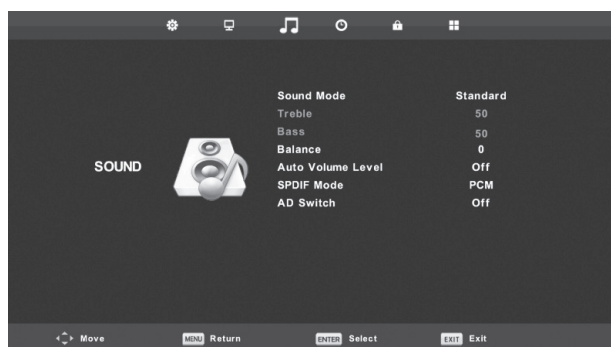 Sound Mode Standard
Treble 50
Bass 50
Balance 0
SOUND
Auto Volume Level Off
SPDIF Mode PCM
AD Switch Off
Move MENU Return ENTER Select EXIT Exit